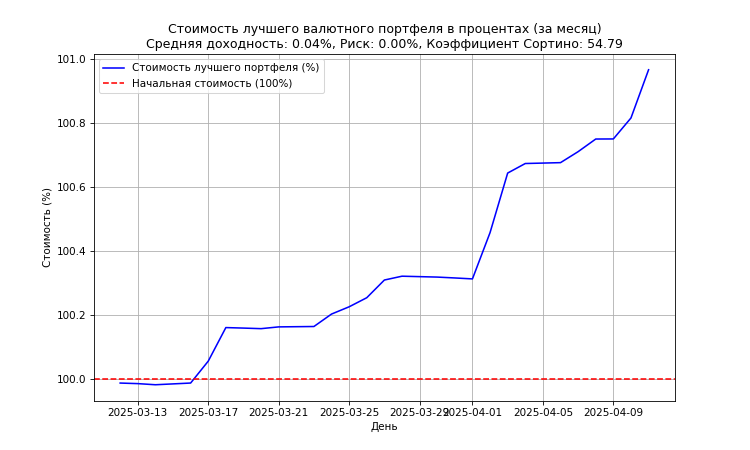 Стоимость лучшего валютного портфеля в процентах (за месяц)
Средняя доходность: 0.04%, Риск: 0.00%, Коэффициент Сортино: 54.79
Стоимость лучшего портфеля (%)
Начальная стоимость (100%)
Стоимость (%)
101.0
100.8
100.6
100.4
100.2
100.0
2025-03-13 2025-03-17 2025-03-21 2025-03-25 2025-03-29 2025-04-01 2025-04-05 2025-04-09
День